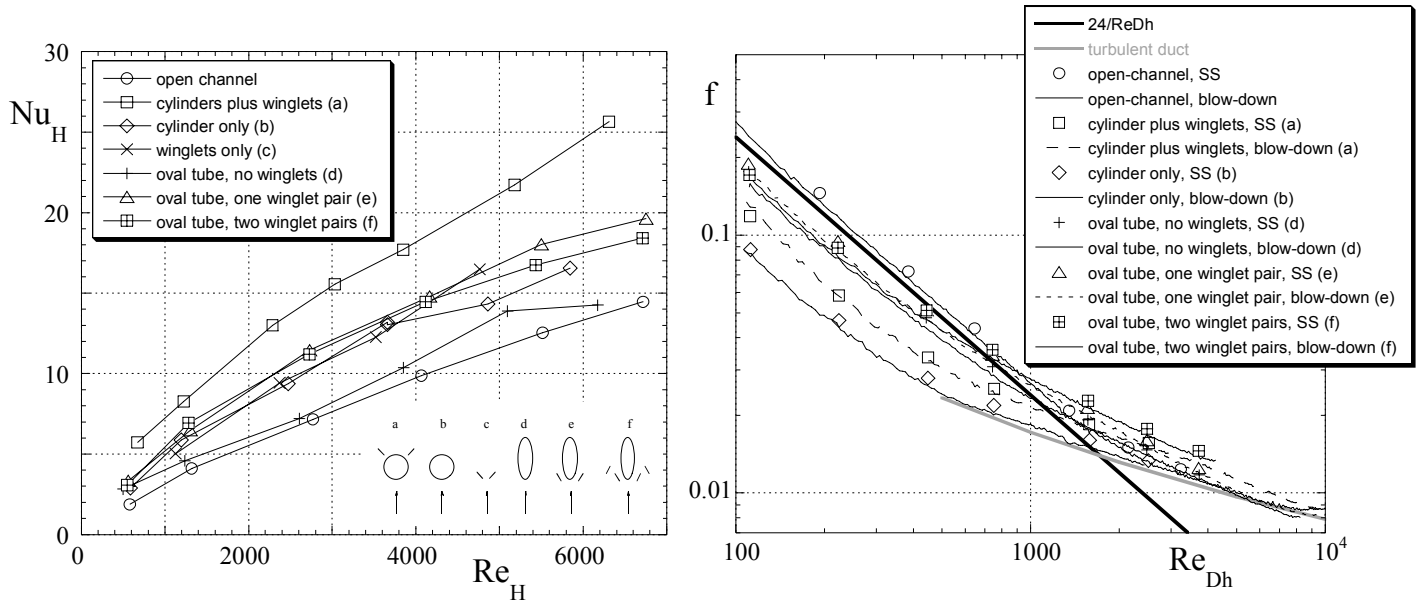 30
20
10
0
Nu_H
open channel
cylinders plus winglets (a)
cylinder only (b)
winglets only (c)
oval tube, no winglets (d)
oval tube, one winglet pair (e)
oval tube, two winglet pairs (f)
a b c d e f
0 2000 4000 6000
Re_H
f
0.1
0.01
24/ReDh
turbulent duct
open-channel, SS
open-channel, blow-down
cylinder plus winglets, SS (a)
cylinder plus winglets, blow-down (a)
cylinder only, SS (b)
cylinder only, blow-down (b)
oval tube, no winglets, SS (d)
oval tube, no winglets, blow-down (d)
oval tube, one winglet pair, SS (e)
oval tube, one winglet pair, blow-down (e)
oval tube, two winglet pairs, SS (f)
oval tube, two winglet pairs, blow-down (f)
100 1000 10^4
Re_Dh